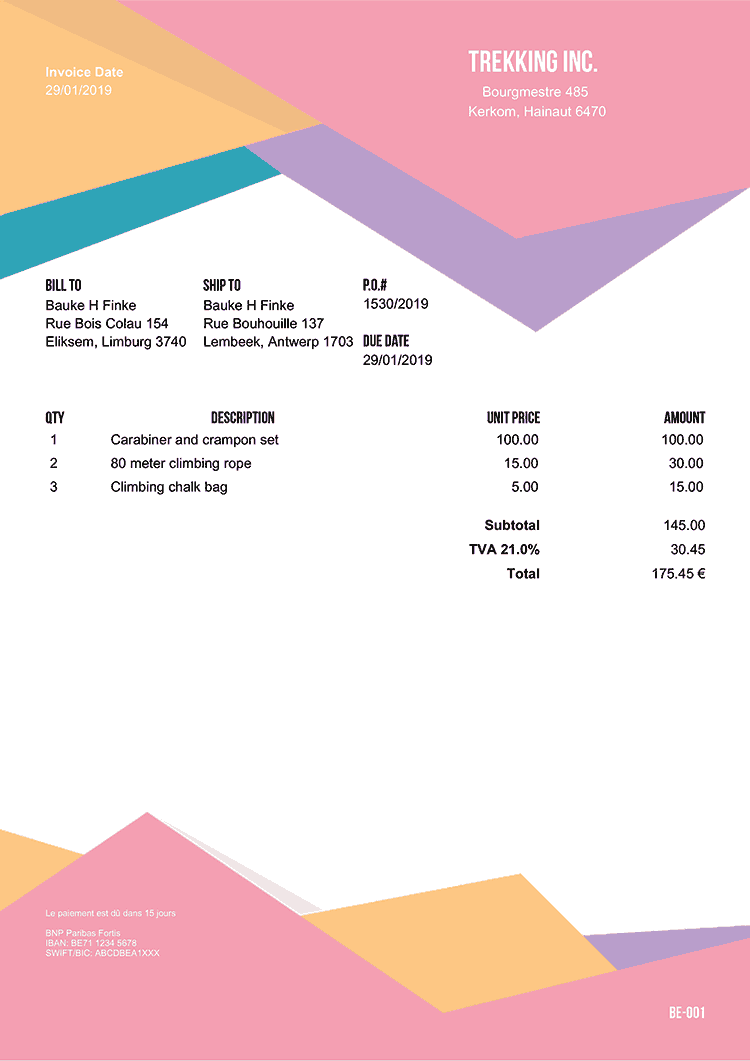 Invoice Date
29/01/2019
TREKKING INC.
Bourgmestre 485
Kerkom, Hainaut 6470
BILL TO
Bauke H Finke
Rue Bois Colau 154
Eliksem, Limburg 3740
SHIP TO
Bauke H Finke
Rue Bouhouille 137
Lembeek, Antwerp 1703
P.O.#
1530/2019
DUE DATE
29/01/2019
QTY DESCRIPTION UNIT PRICE AMOUNT
1 Carabiner and crampon set 100.00 100.00
2 80 meter climbing rope 15.00 30.00
3 Climbing chalk bag 5.00 15.00
Subtotal 145.00
TVA 21.0% 30.45
Total 175.45 €
Le paiement est dû dans 15 jours
BNP Paribas Fortis
IBAN: BE71 1234 5678
SWIFT/BIC: ABCDBEA1XXX
BE-001